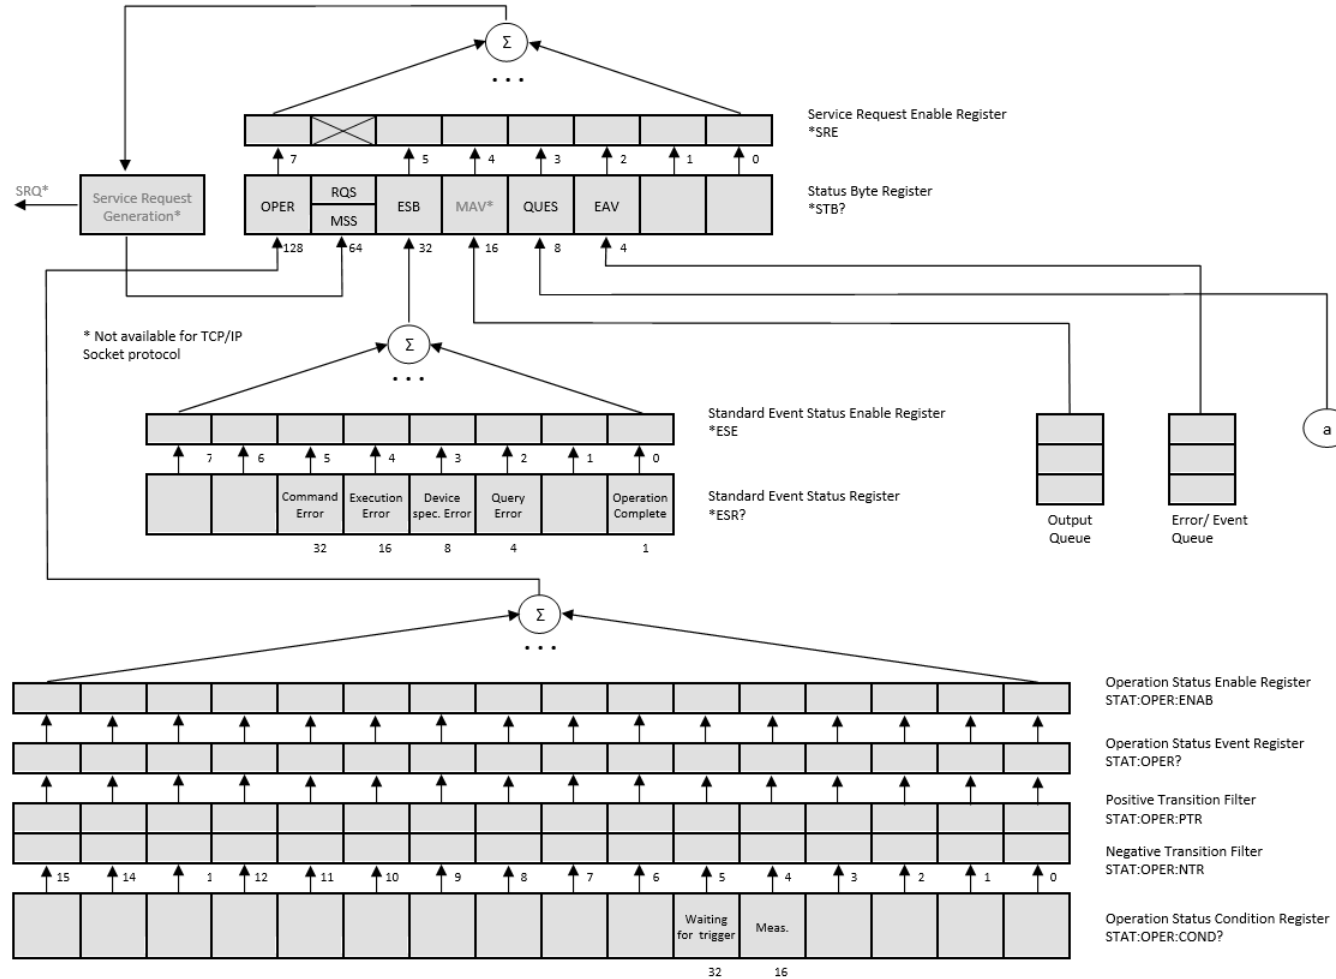 Σ
...
Service Request Enable Register
*SRE
7 5 4 3 2 1 0
SRQ*
Service Request
Generation*
OPER
RQS
MSS
ESB
MAV*
QUES
EAV
Status Byte Register
*STB?
128 64 32 16 8 4
* Not available for TCP/IP
Socket protocol
Σ
...
Standard Event Status Enable Register
*ESE
7 6 5 4 3 2 1 0
Command
Error
Execution
Error
Device
spec. Error
Query
Error
Operation
Complete
Standard Event Status Register
*ESR?
32 16 8 4 1
Output
Queue
Error/ Event
Queue
a
Σ
...
Operation Status Enable Register
STAT:OPER:ENAB
Operation Status Event Register
STAT:OPER?
Positive Transition Filter
STAT:OPER:PTR
Negative Transition Filter
STAT:OPER:NTR
15 14 1 12 11 10 9 8 7 6 5 4 3 2 1 0
Waiting
for trigger
Meas.
Operation Status Condition Register
STAT:OPER:COND?
32 16